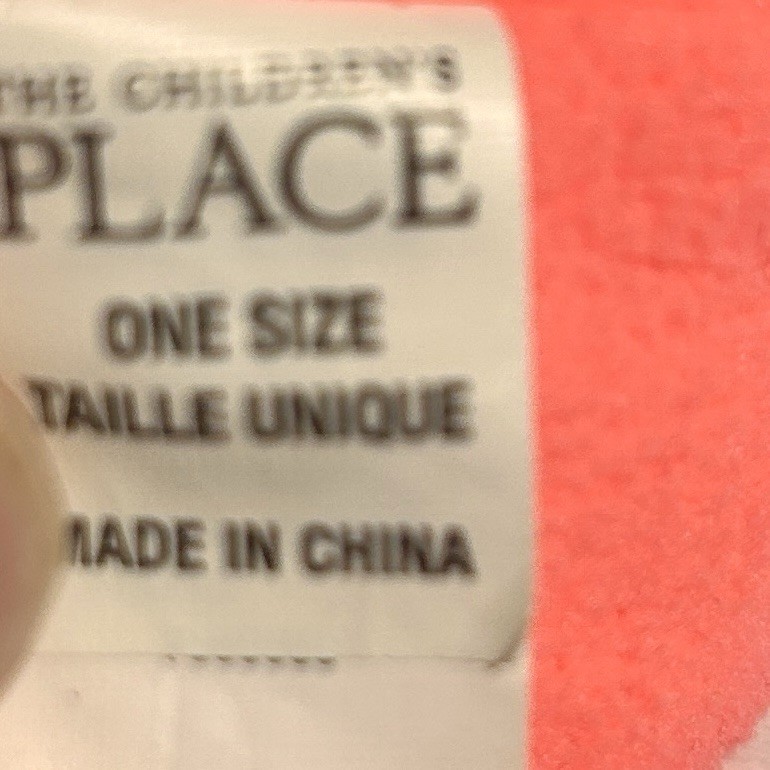 THE CHILDREN'S
PLACE
ONE SIZE
TAILLE UNIQUE
MADE IN CHINA